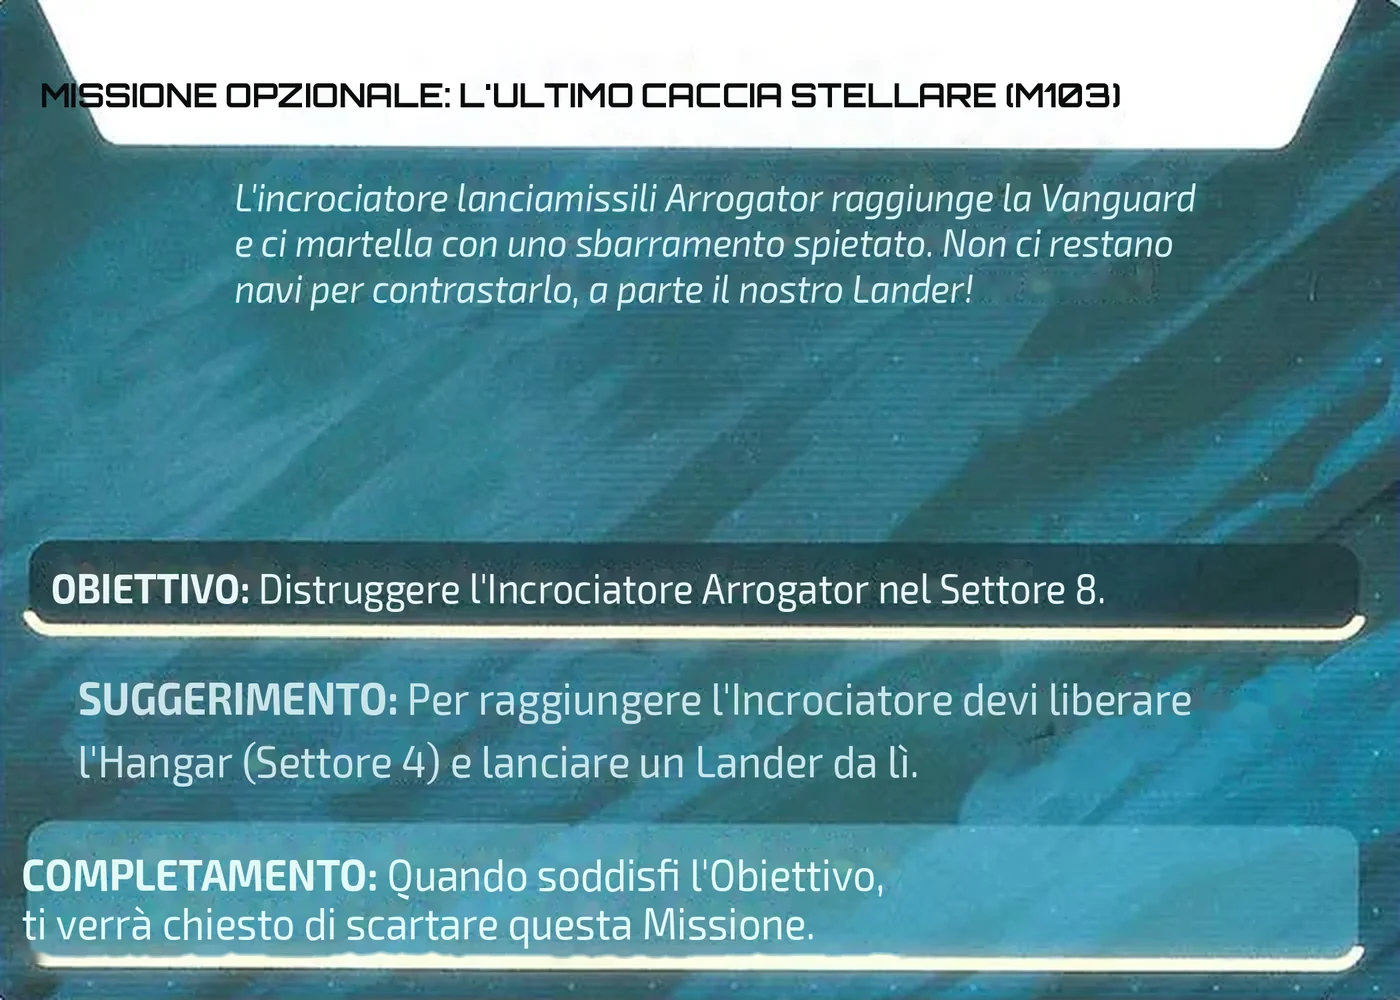 MISSIONE OPZIONALE: L'ULTIMO CACCIA STELLARE (M103)
L'incrociatore lanciamissili Arrogator raggiunge la Vanguard
e ci martella con uno sbarramento spietato. Non ci restano
navi per contrastarlo, a parte il nostro Lander!
OBIETTIVO: Distruggere l'Incrociatore Arrogator nel Settore 8.
SUGGERIMENTO: Per raggiungere l'Incrociatore devi liberare
l'Hangar (Settore 4) e lanciare un Lander da lì.
COMPLETAMENTO: Quando soddisfi l'Obiettivo,
ti verrà chiesto di scartare questa Missione.